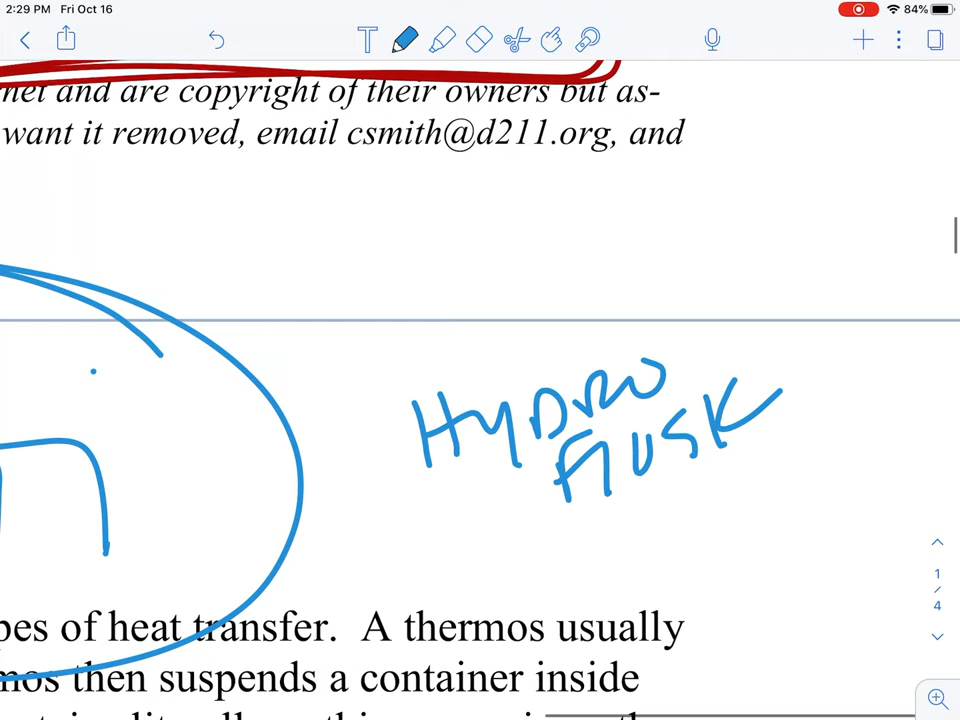 2:29 PM Fri Oct 16 84%
T
net and are copyright of their owners but as-
want it removed, email csmith@d211.org, and
HYDRO
FlUSK
pes of heat transfer. A thermos usually
mos then suspends a container inside
1
/
4